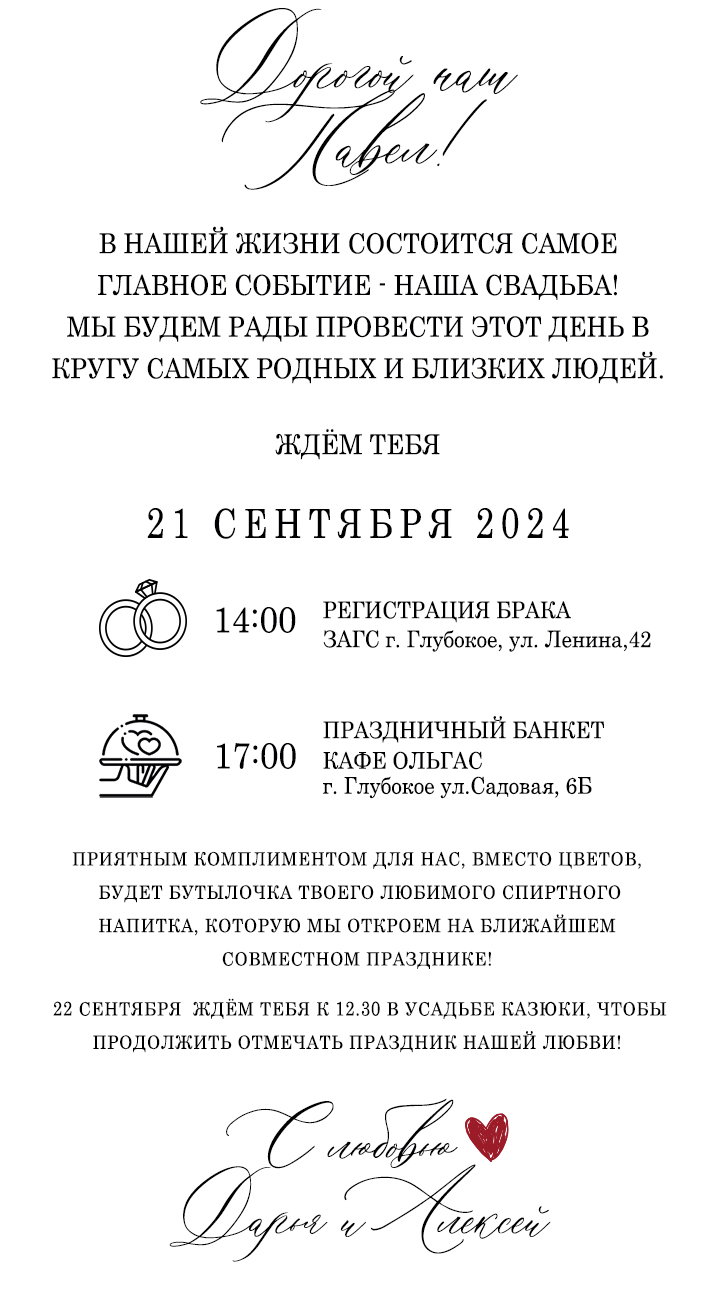 Дорогой наш
Павел!
В НАШЕЙ ЖИЗНИ СОСТОИТСЯ САМОЕ
ГЛАВНОЕ СОБЫТИЕ - НАША СВАДЬБА!
МЫ БУДЕМ РАДЫ ПРОВЕСТИ ЭТОТ ДЕНЬ В
КРУГУ САМЫХ РОДНЫХ И БЛИЗКИХ ЛЮДЕЙ.
ЖДЁМ ТЕБЯ
21 СЕНТЯБРЯ 2024
14:00
РЕГИСТРАЦИЯ БРАКА
ЗАГС г. Глубокое, ул. Ленина,42
17:00
ПРАЗДНИЧНЫЙ БАНКЕТ
КАФЕ ОЛЬГАС
г. Глубокое ул.Садовая, 6Б
ПРИЯТНЫМ КОМПЛИМЕНТОМ ДЛЯ НАС, ВМЕСТО ЦВЕТОВ,
БУДЕТ БУТЫЛОЧКА ТВОЕГО ЛЮБИМОГО СПИРТНОГО
НАПИТКА, КОТОРУЮ МЫ ОТКРОЕМ НА БЛИЖАЙШЕМ
СОВМЕСТНОМ ПРАЗДНИКЕ!
22 СЕНТЯБРЯ ЖДЁМ ТЕБЯ К 12.30 В УСАДЬБЕ КАЗЮКИ, ЧТОБЫ
ПРОДОЛЖИТЬ ОТМЕЧАТЬ ПРАЗДНИК НАШЕЙ ЛЮБВИ!
С любовью
Дарья и Алексей